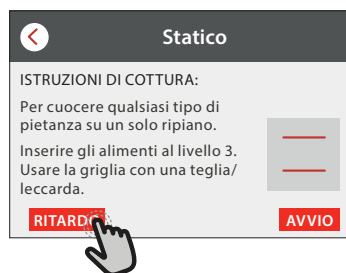 Statico
ISTRUZIONI DI COTTURA:
Per cuocere qualsiasi tipo di
pietanza su un solo ripiano.
Inserire gli alimenti al livello 3.
Usare la griglia con una teglia/
leccarda.
RITARDO
AVVIO